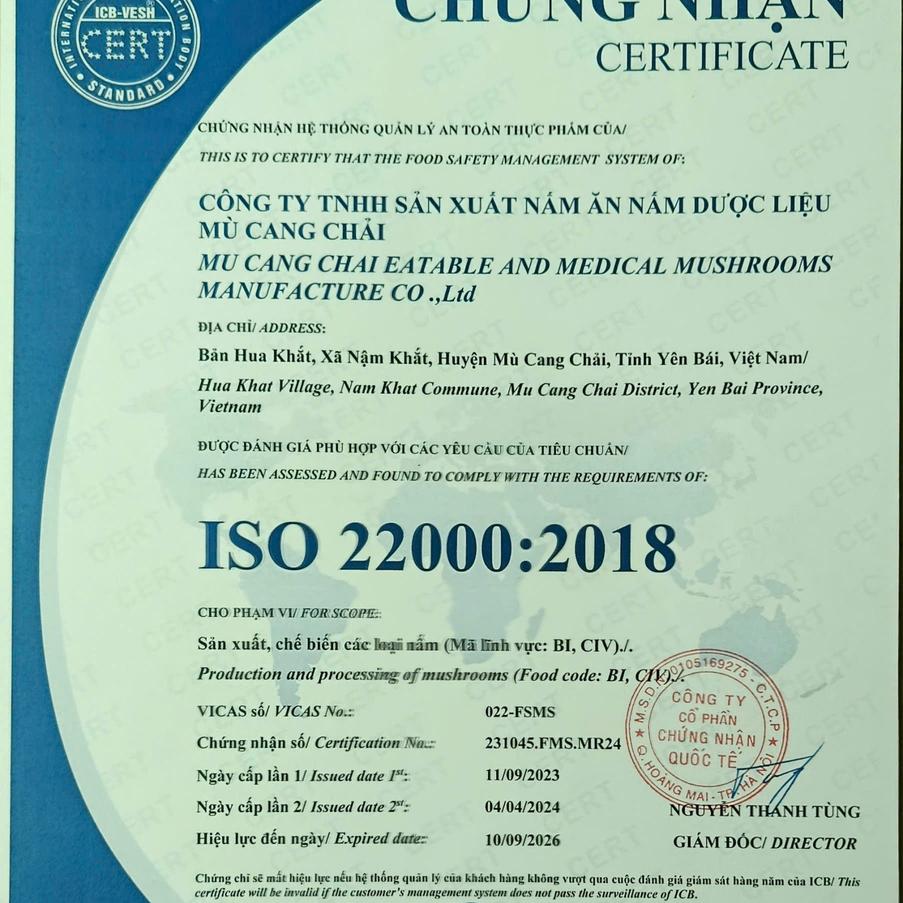 ICB-VESH
CERT
STANDARD
CHỨNG NHẬN
CERTIFICATE
CHỨNG NHẬN HỆ THỐNG QUẢN LÝ AN TOÀN THỰC PHẨM CỦA/
THIS IS TO CERTIFY THAT THE FOOD SAFETY MANAGEMENT SYSTEM OF:
CÔNG TY TNHH SẢN XUẤT NẤM ĂN NẤM DƯỢC LIỆU
MÙ CANG CHẢI
MU CANG CHAI EATABLE AND MEDICAL MUSHROOMS
MANUFACTURE CO .,Ltd
ĐỊA CHỈ/ ADDRESS:
Bản Hua Khắt, Xã Nậm Khắt, Huyện Mù Cang Chải, Tỉnh Yên Bái, Việt Nam/
Hua Khat Village, Nam Khat Commune, Mu Cang Chai District, Yen Bai Province,
Vietnam
ĐƯỢC ĐÁNH GIÁ PHÙ HỢP VỚI CÁC YÊU CẦU CỦA TIÊU CHUẨN/
HAS BEEN ASSESSED AND FOUND TO COMPLY WITH THE REQUIREMENTS OF:
ISO 22000:2018
CHO PHẠM VI/ FOR SCOPE:
Sản xuất, chế biến các loại nấm (Mã lĩnh vực: BI, CIV)./.
Production and processing of mushrooms (Food code: BI, CIV)./.
VICAS số/ VICAS No.: 022-FSMS
Chứng nhận số/ Certification No.: 231045.FMS.MR24
Ngày cấp lần 1/ Issued date 1st: 11/09/2023
Ngày cấp lần 2/ Issued date 2st: 04/04/2024
Hiệu lực đến ngày/ Expired date: 10/09/2026
M.S.D.N:0105169275 - C.T.C.P
CÔNG TY
CỔ PHẦN
CHỨNG NHẬN
QUỐC TẾ
Q. HOÀNG MAI - TP. HÀ NỘI
NGUYỄN THÀNH TÙNG
GIÁM ĐỐC/ DIRECTOR
Chứng chỉ sẽ mất hiệu lực nếu hệ thống quản lý của khách hàng không vượt qua cuộc đánh giá giám sát hàng năm của ICB/ This
certificate will be invalid if the customer's management system does not pass the surveillance of ICB.